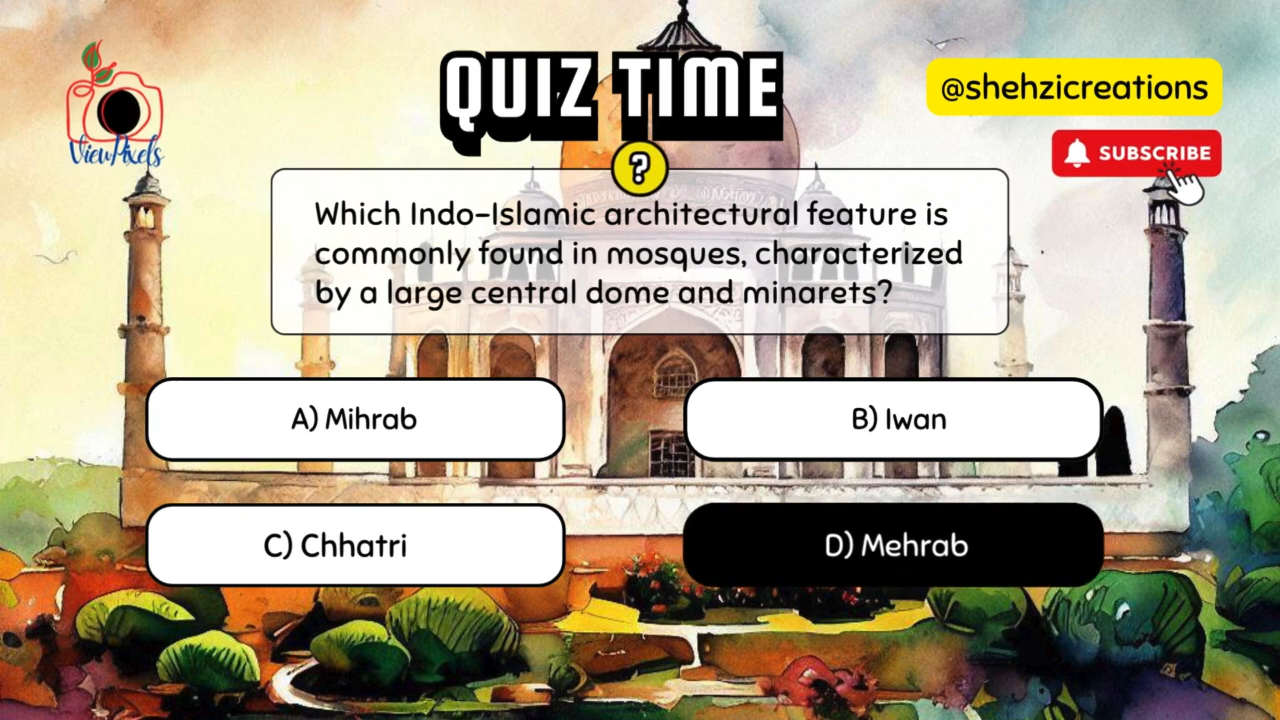 QUIZ TIME
@shehzicreations
ViewPixels
SUBSCRIBE
?
Which Indo-Islamic architectural feature is
commonly found in mosques, characterized
by a large central dome and minarets?
A) Mihrab
B) Iwan
C) Chhatri
D) Mehrab